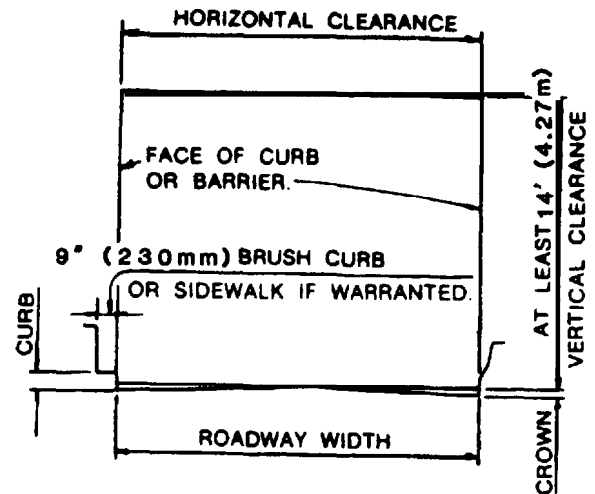 HORIZONTAL CLEARANCE
FACE OF CURB
OR BARRIER.
9" (230mm) BRUSH CURB
OR SIDEWALK IF WARRANTED.
CURB
AT LEAST 14' (4.27m)
VERTICAL CLEARANCE
ROADWAY WIDTH
CROWN